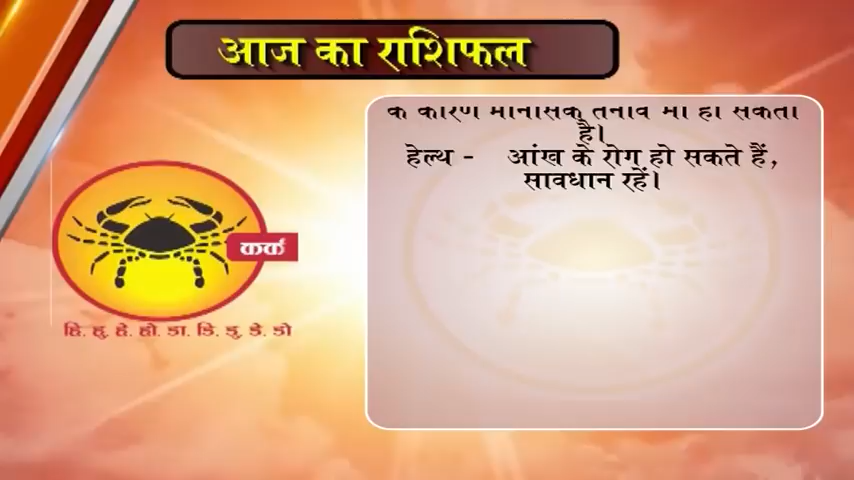 आज का राशिफल
के कारण मानसिक तनाव भी हो सकता
है।
हेल्थ - आंख के रोग हो सकते हैं,
सावधान रहें।
कर्क
हि. हु. हे. हो. डा. डि. डु. डे. डो